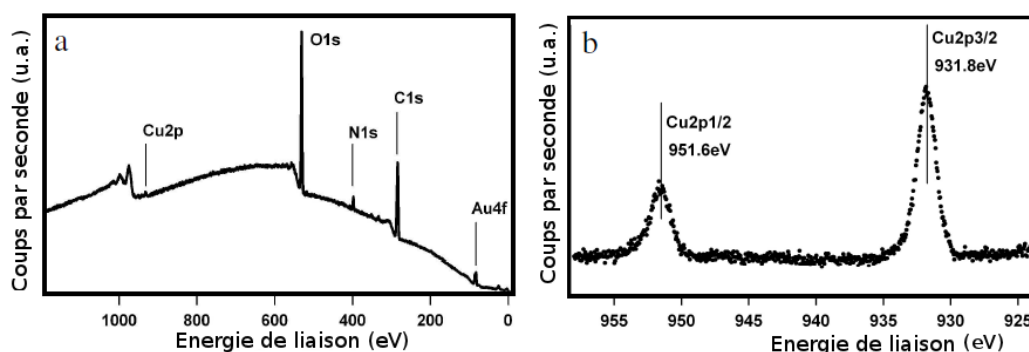 a
O1s
C1s
N1s
Cu2p
Au4f
Coups par seconde (u.a.)
1000
800
600
400
200
0
Energie de liaison (eV)
b
Cu2p3/2
931.8eV
Cu2p1/2
951.6eV
Coups par seconde (u.a.)
955
950
945
940
935
930
925
Energie de liaison (eV)